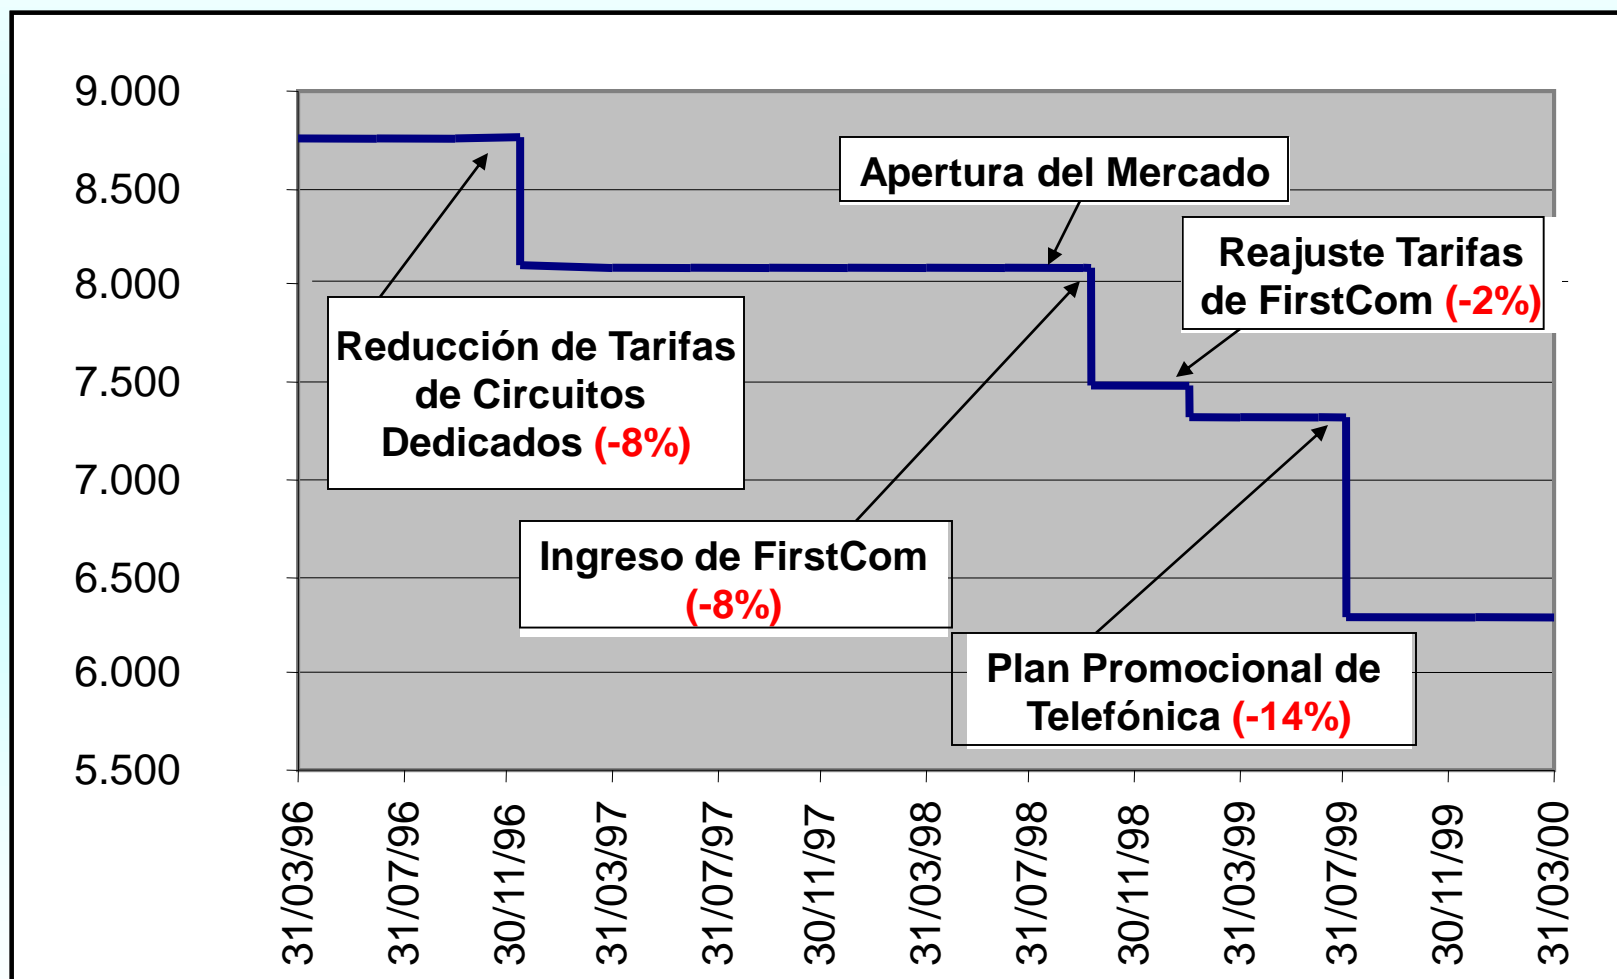 9.000
8.500
8.000
7.500
7.000
6.500
6.000
5.500
Apertura del Mercado
Reajuste Tarifas
de FirstCom (-2%)
Reducción de Tarifas
de Circuitos
Dedicados (-8%)
Ingreso de FirstCom
(-8%)
Plan Promocional de
Telefónica (-14%)
31/03/96
31/07/96
30/11/96
31/03/97
31/07/97
30/11/97
31/03/98
31/07/98
30/11/98
31/03/99
31/07/99
30/11/99
31/03/00